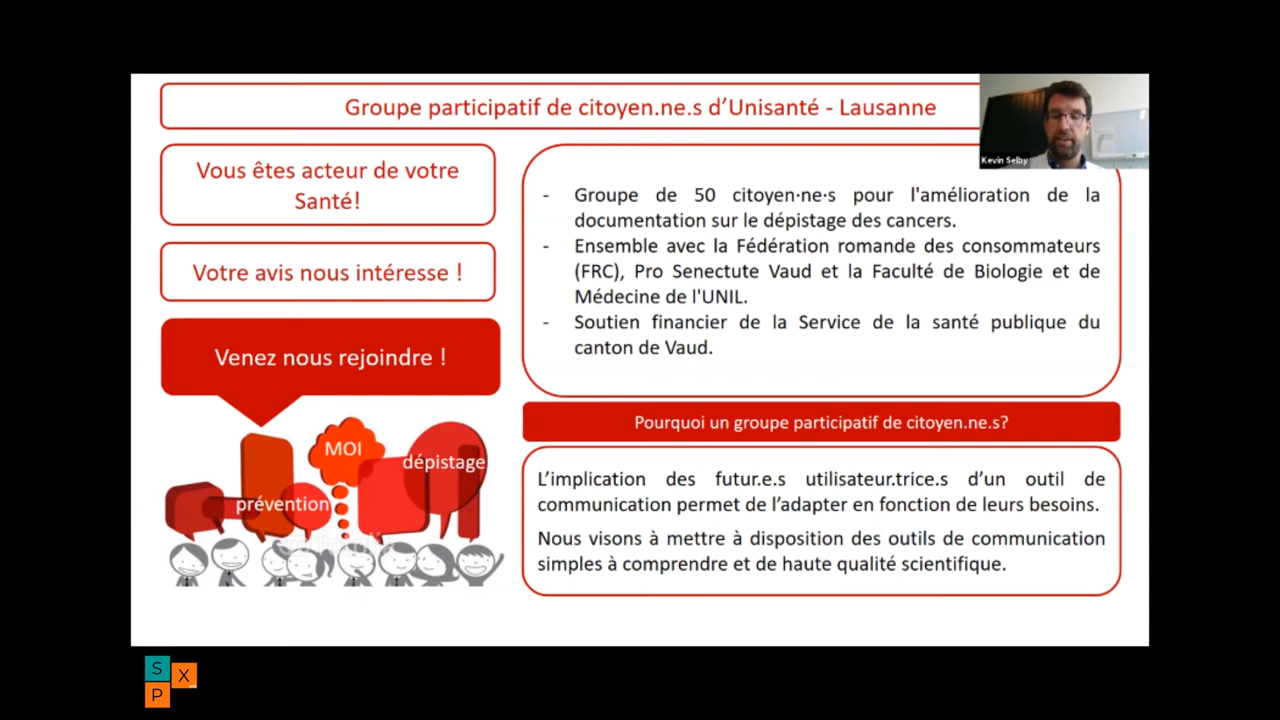 Groupe participatif de citoyen.ne.s d’Unisanté - Lausanne
Kevin Selby
Vous êtes acteur de votre
Santé!
Votre avis nous intéresse !
Venez nous rejoindre !
MOI
dépistage
prévention
- Groupe de 50 citoyen·ne·s pour l'amélioration de la
documentation sur le dépistage des cancers.
- Ensemble avec la Fédération romande des consommateurs
(FRC), Pro Senectute Vaud et la Faculté de Biologie et de
Médecine de l'UNIL.
- Soutien financier de la Service de la santé publique du
canton de Vaud.
Pourquoi un groupe participatif de citoyen.ne.s?
L’implication des futur.e.s utilisateur.trice.s d’un outil de
communication permet de l’adapter en fonction de leurs besoins.
Nous visons à mettre à disposition des outils de communication
simples à comprendre et de haute qualité scientifique.
S
X
P